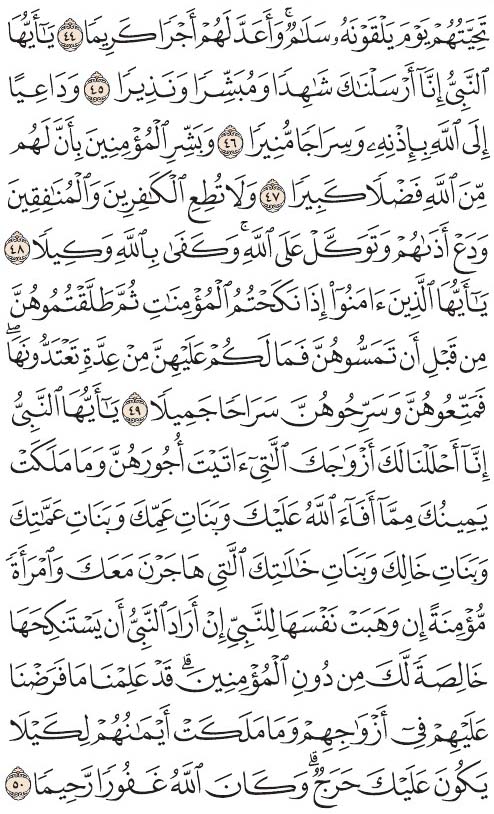 تَحِيَّتُهُمْ يَوْمَ يَلْقَوْنَهُۥ سَلَـٰمٌۚ وَأَعَدَّ لَهُمْ أَجْرًا كَرِيمًا ٤٤ يَـٰٓأَيُّهَا
ٱلنَّبِىُّ إِنَّآ أَرْسَلْنَـٰكَ شَـٰهِدًا وَمُبَشِّرًا وَنَذِيرًا ٤٥ وَدَاعِيًا
إِلَى ٱللَّهِ بِإِذْنِهِۦ وَسِرَاجًا مُّنِيرًا ٤٦ وَبَشِّرِ ٱلْمُؤْمِنِينَ بِأَنَّ لَهُم
مِّنَ ٱللَّهِ فَضْلًا كَبِيرًا ٤٧ وَلَا تُطِعِ ٱلْكَـٰفِرِينَ وَٱلْمُنَـٰفِقِينَ
وَدَعْ أَذَىٰهُمْ وَتَوَكَّلْ عَلَى ٱللَّهِۚ وَكَفَىٰ بِٱللَّهِ وَكِيلًا ٤٨
يَـٰٓأَيُّهَا ٱلَّذِينَ ءَامَنُوٓا۟ إِذَا نَكَحْتُمُ ٱلْمُؤْمِنَـٰتِ ثُمَّ طَلَّقْتُمُوهُنَّ
مِن قَبْلِ أَن تَمَسُّوهُنَّ فَمَا لَكُمْ عَلَيْهِنَّ مِنْ عِدَّةٍ تَعْتَدُّونَهَاۖ
فَمَتِّعُوهُنَّ وَسَرِّحُوهُنَّ سَرَاحًا جَمِيلًا ٤٩ يَـٰٓأَيُّهَا ٱلنَّبِىُّ
إِنَّآ أَحْلَلْنَا لَكَ أَزْوَٰجَكَ ٱلَّـٰتِىٓ ءَاتَيْتَ أُجُورَهُنَّ وَمَا مَلَكَتْ
يَمِينُكَ مِمَّآ أَفَآءَ ٱللَّهُ عَلَيْكَ وَبَنَاتِ عَمِّكَ وَبَنَاتِ عَمَّـٰتِكَ
وَبَنَاتِ خَالِكَ وَبَنَاتِ خَـٰلَـٰتِكَ ٱلَّـٰتِى هَاجَرْنَ مَعَكَ وَٱمْرَأَةً
مُّؤْمِنَةً إِن وَهَبَتْ نَفْسَهَا لِلنَّبِىِّ إِنْ أَرَادَ ٱلنَّبِىُّ أَن يَسْتَنكِحَهَا
خَالِصَةً لَّكَ مِن دُونِ ٱلْمُؤْمِنِينَۗ قَدْ عَلِمْنَا مَا فَرَضْنَا
عَلَيْهِمْ فِىٓ أَزْوَٰجِهِمْ وَمَا مَلَكَتْ أَيْمَـٰنُهُمْ لِكَيْلَا
يَكُونَ عَلَيْكَ حَرَجٌۗ وَكَانَ ٱللَّهُ غَفُورًا رَّحِيمًا ٥٠